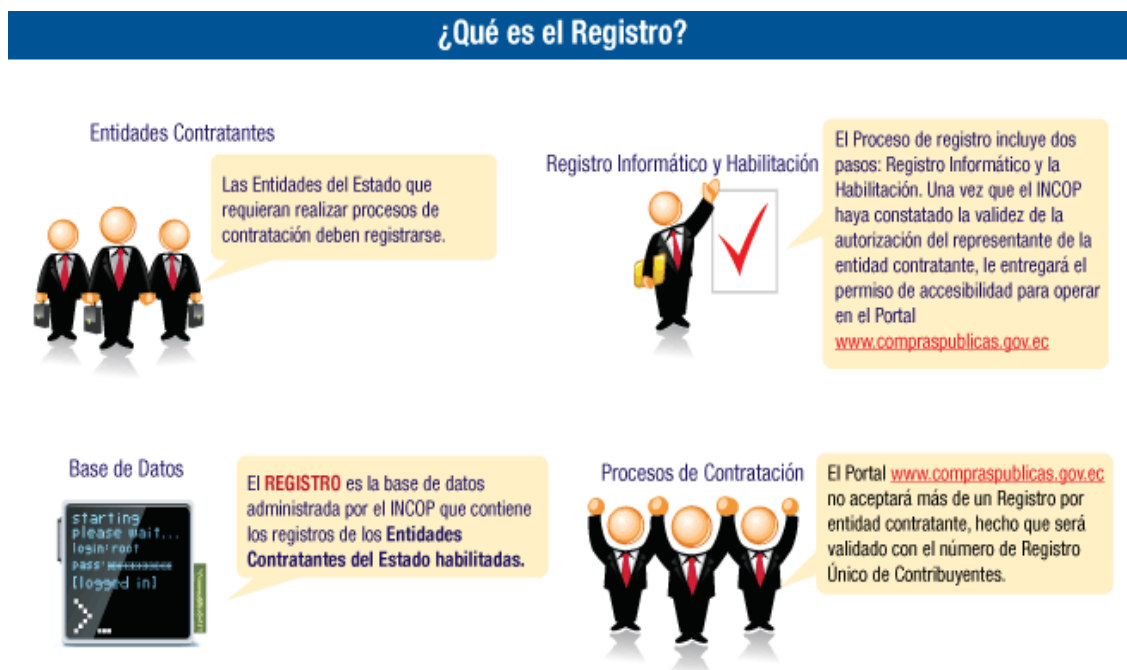 ¿Qué es el Registro?
Entidades Contratantes
Las Entidades del Estado que
requieran realizar procesos de
contratación deben registrarse.
Registro Informático y Habilitación
El Proceso de registro incluye dos
pasos: Registro Informático y la
Habilitación. Una vez que el INCOP
haya constatado la validez de la
autorización del representante de la
entidad contratante, le entregará el
permiso de accesibilidad para operar
en el Portal
www.compraspublicas.gov.ec
Base de Datos
starting
please wait...
login:root
pass:
[logged in]
>...
El REGISTRO es la base de datos
administrada por el INCOP que contiene
los registros de los Entidades
Contratantes del Estado habilitadas.
Procesos de Contratación
El Portal www.compraspublicas.gov.ec
no aceptará más de un Registro por
entidad contratante, hecho que será
validado con el número de Registro
Único de Contribuyentes.